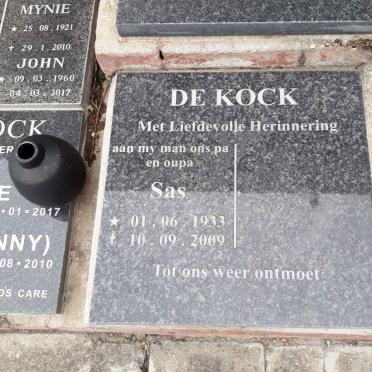 MYNIE
★ 25 . 08 . 1921
✝ 29 . 01 . 2010
JOHN
★ 09 . 03 . 1960
04 . 03 . 2017
OCK
• 01 • 2017
NNY)
08 • 2010
'S CARE
DE KOCK
Met Liefdevolle Herinnering
aan my man ons pa
en oupa
Sas
★ 01 . 06 . 1933
✝ 10 . 09 . 2009
Tot ons weer ontmoet